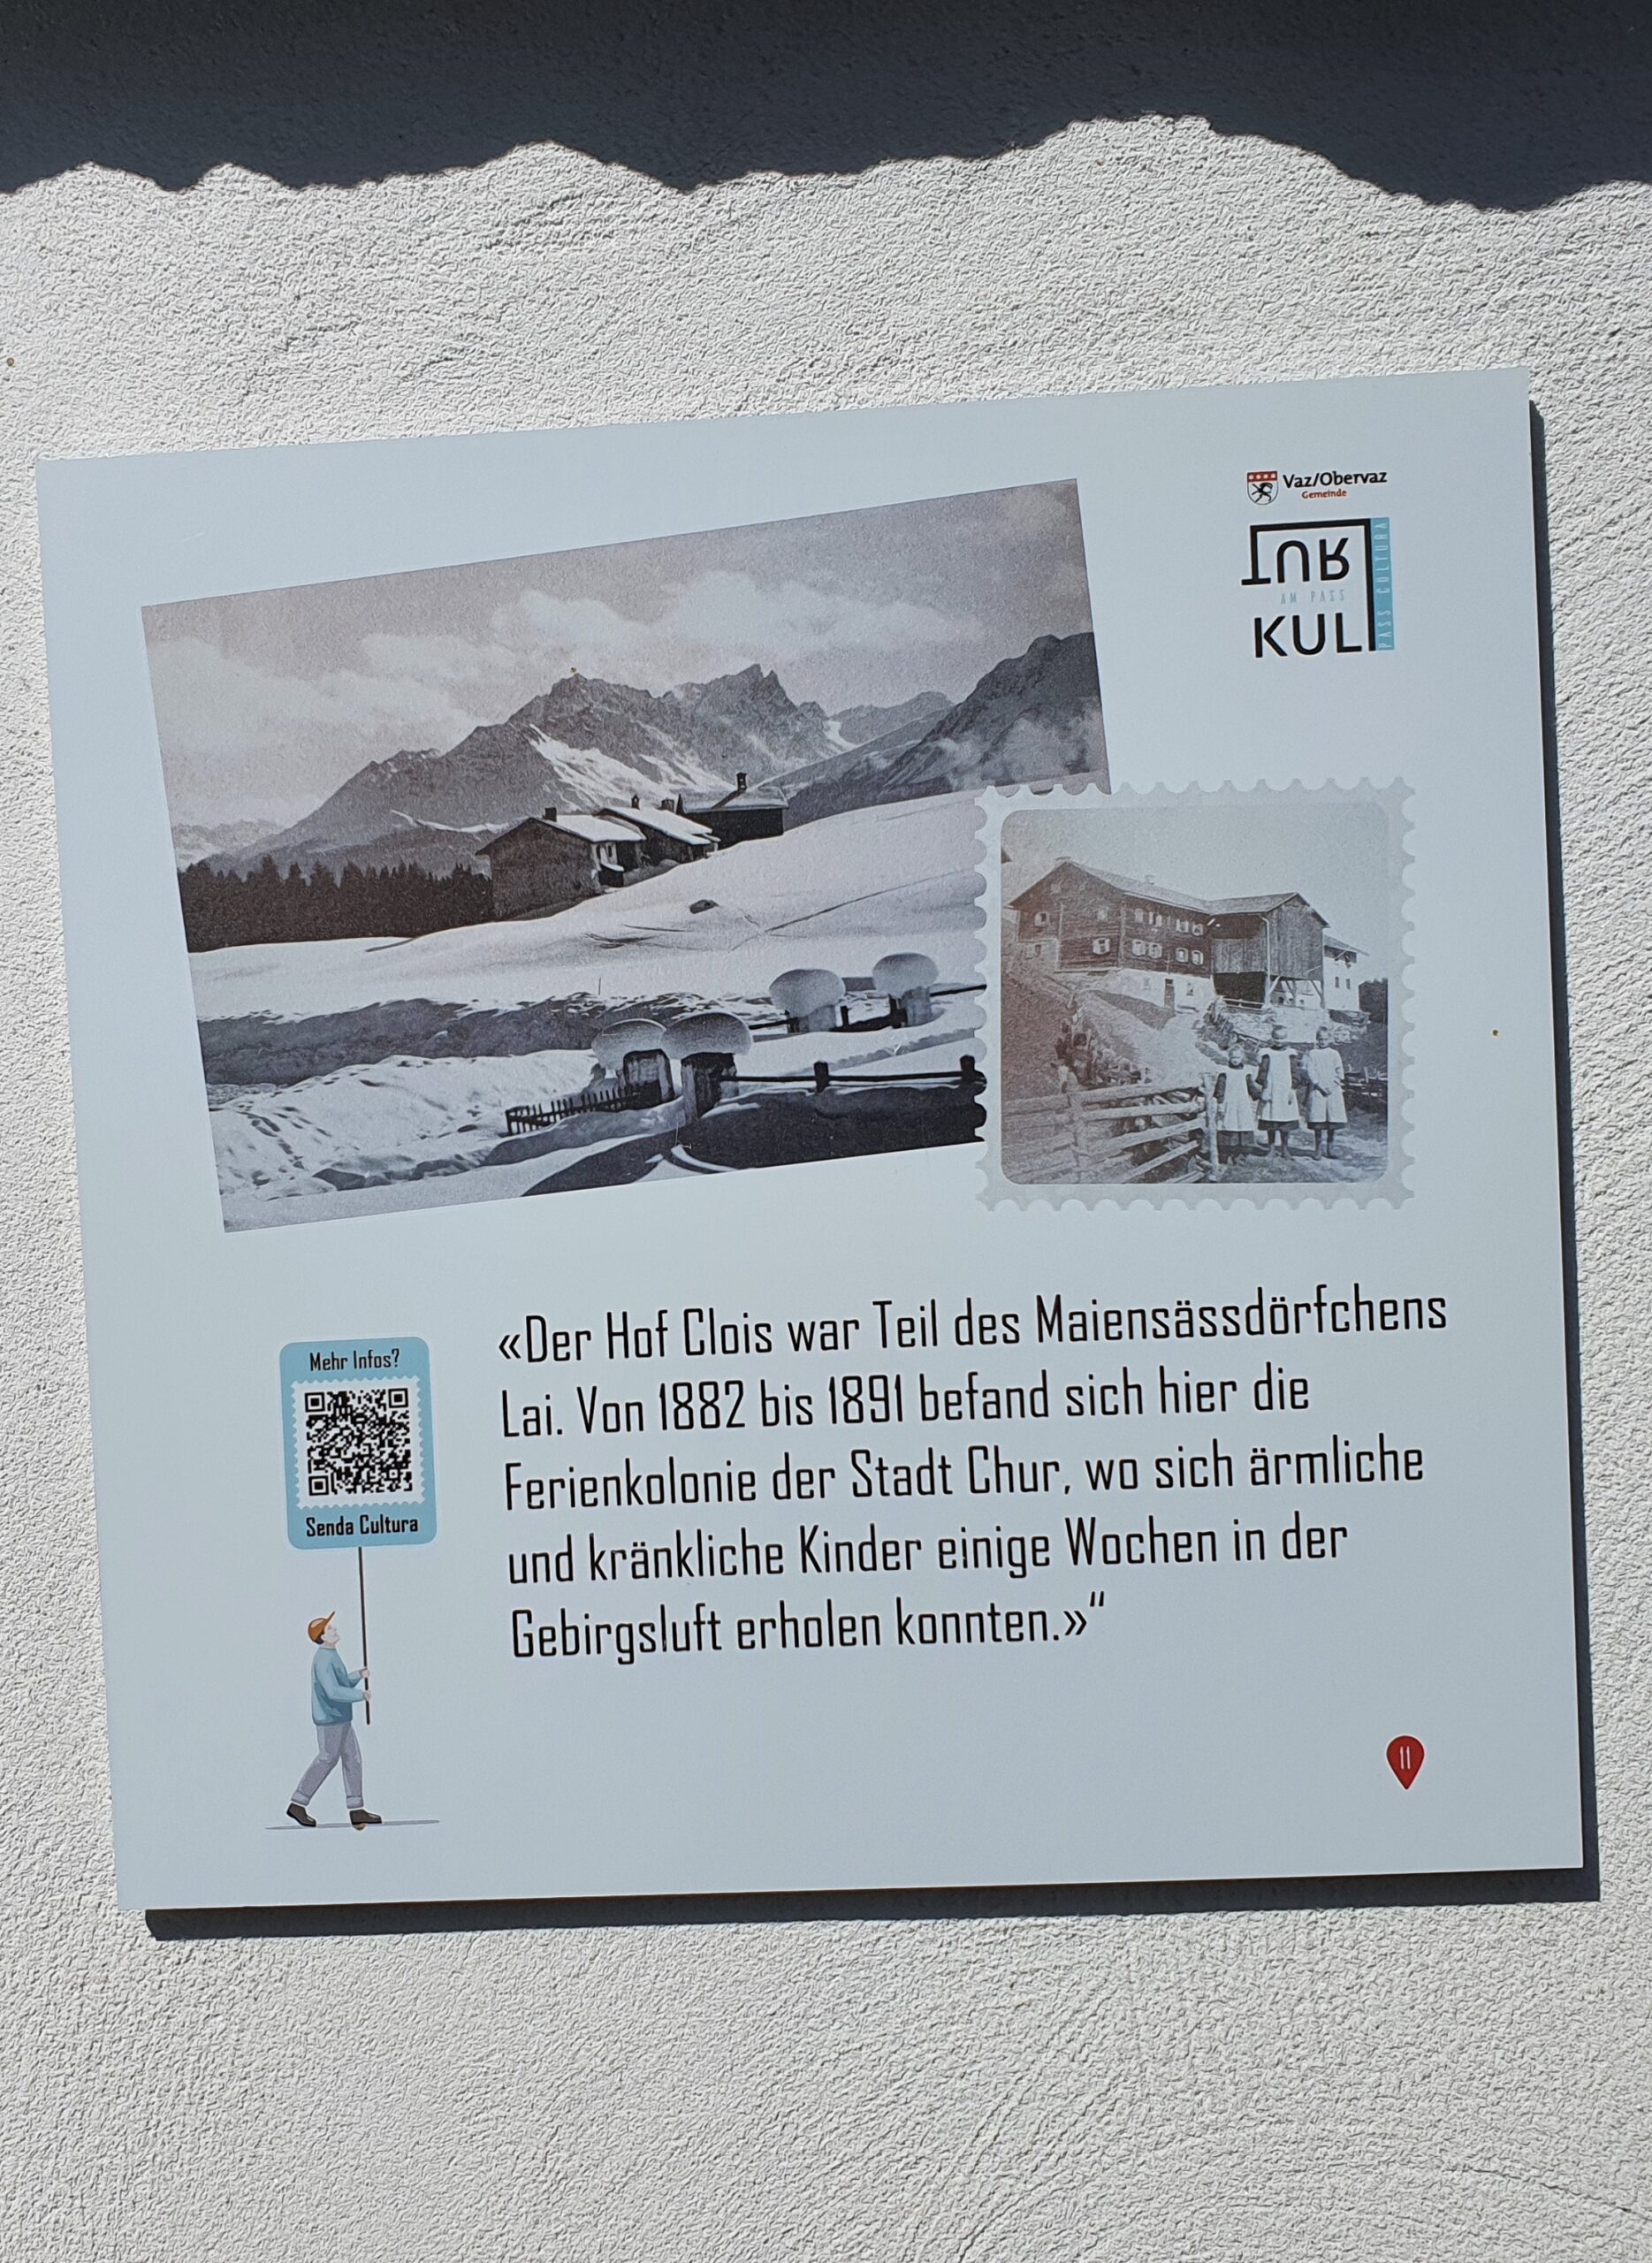 Vaz/Obervaz
Gemeinde
TUR
AM PASS
KUL
PASS CULTURA
Mehr Infos?
Senda Cultura
«Der Hof Clois war Teil des Maiensässdörfchens
Lai. Von 1882 bis 1891 befand sich hier die
Ferienkolonie der Stadt Chur, wo sich ärmliche
und kränkliche Kinder einige Wochen in der
Gebirgsluft erholen konnten.»“
11